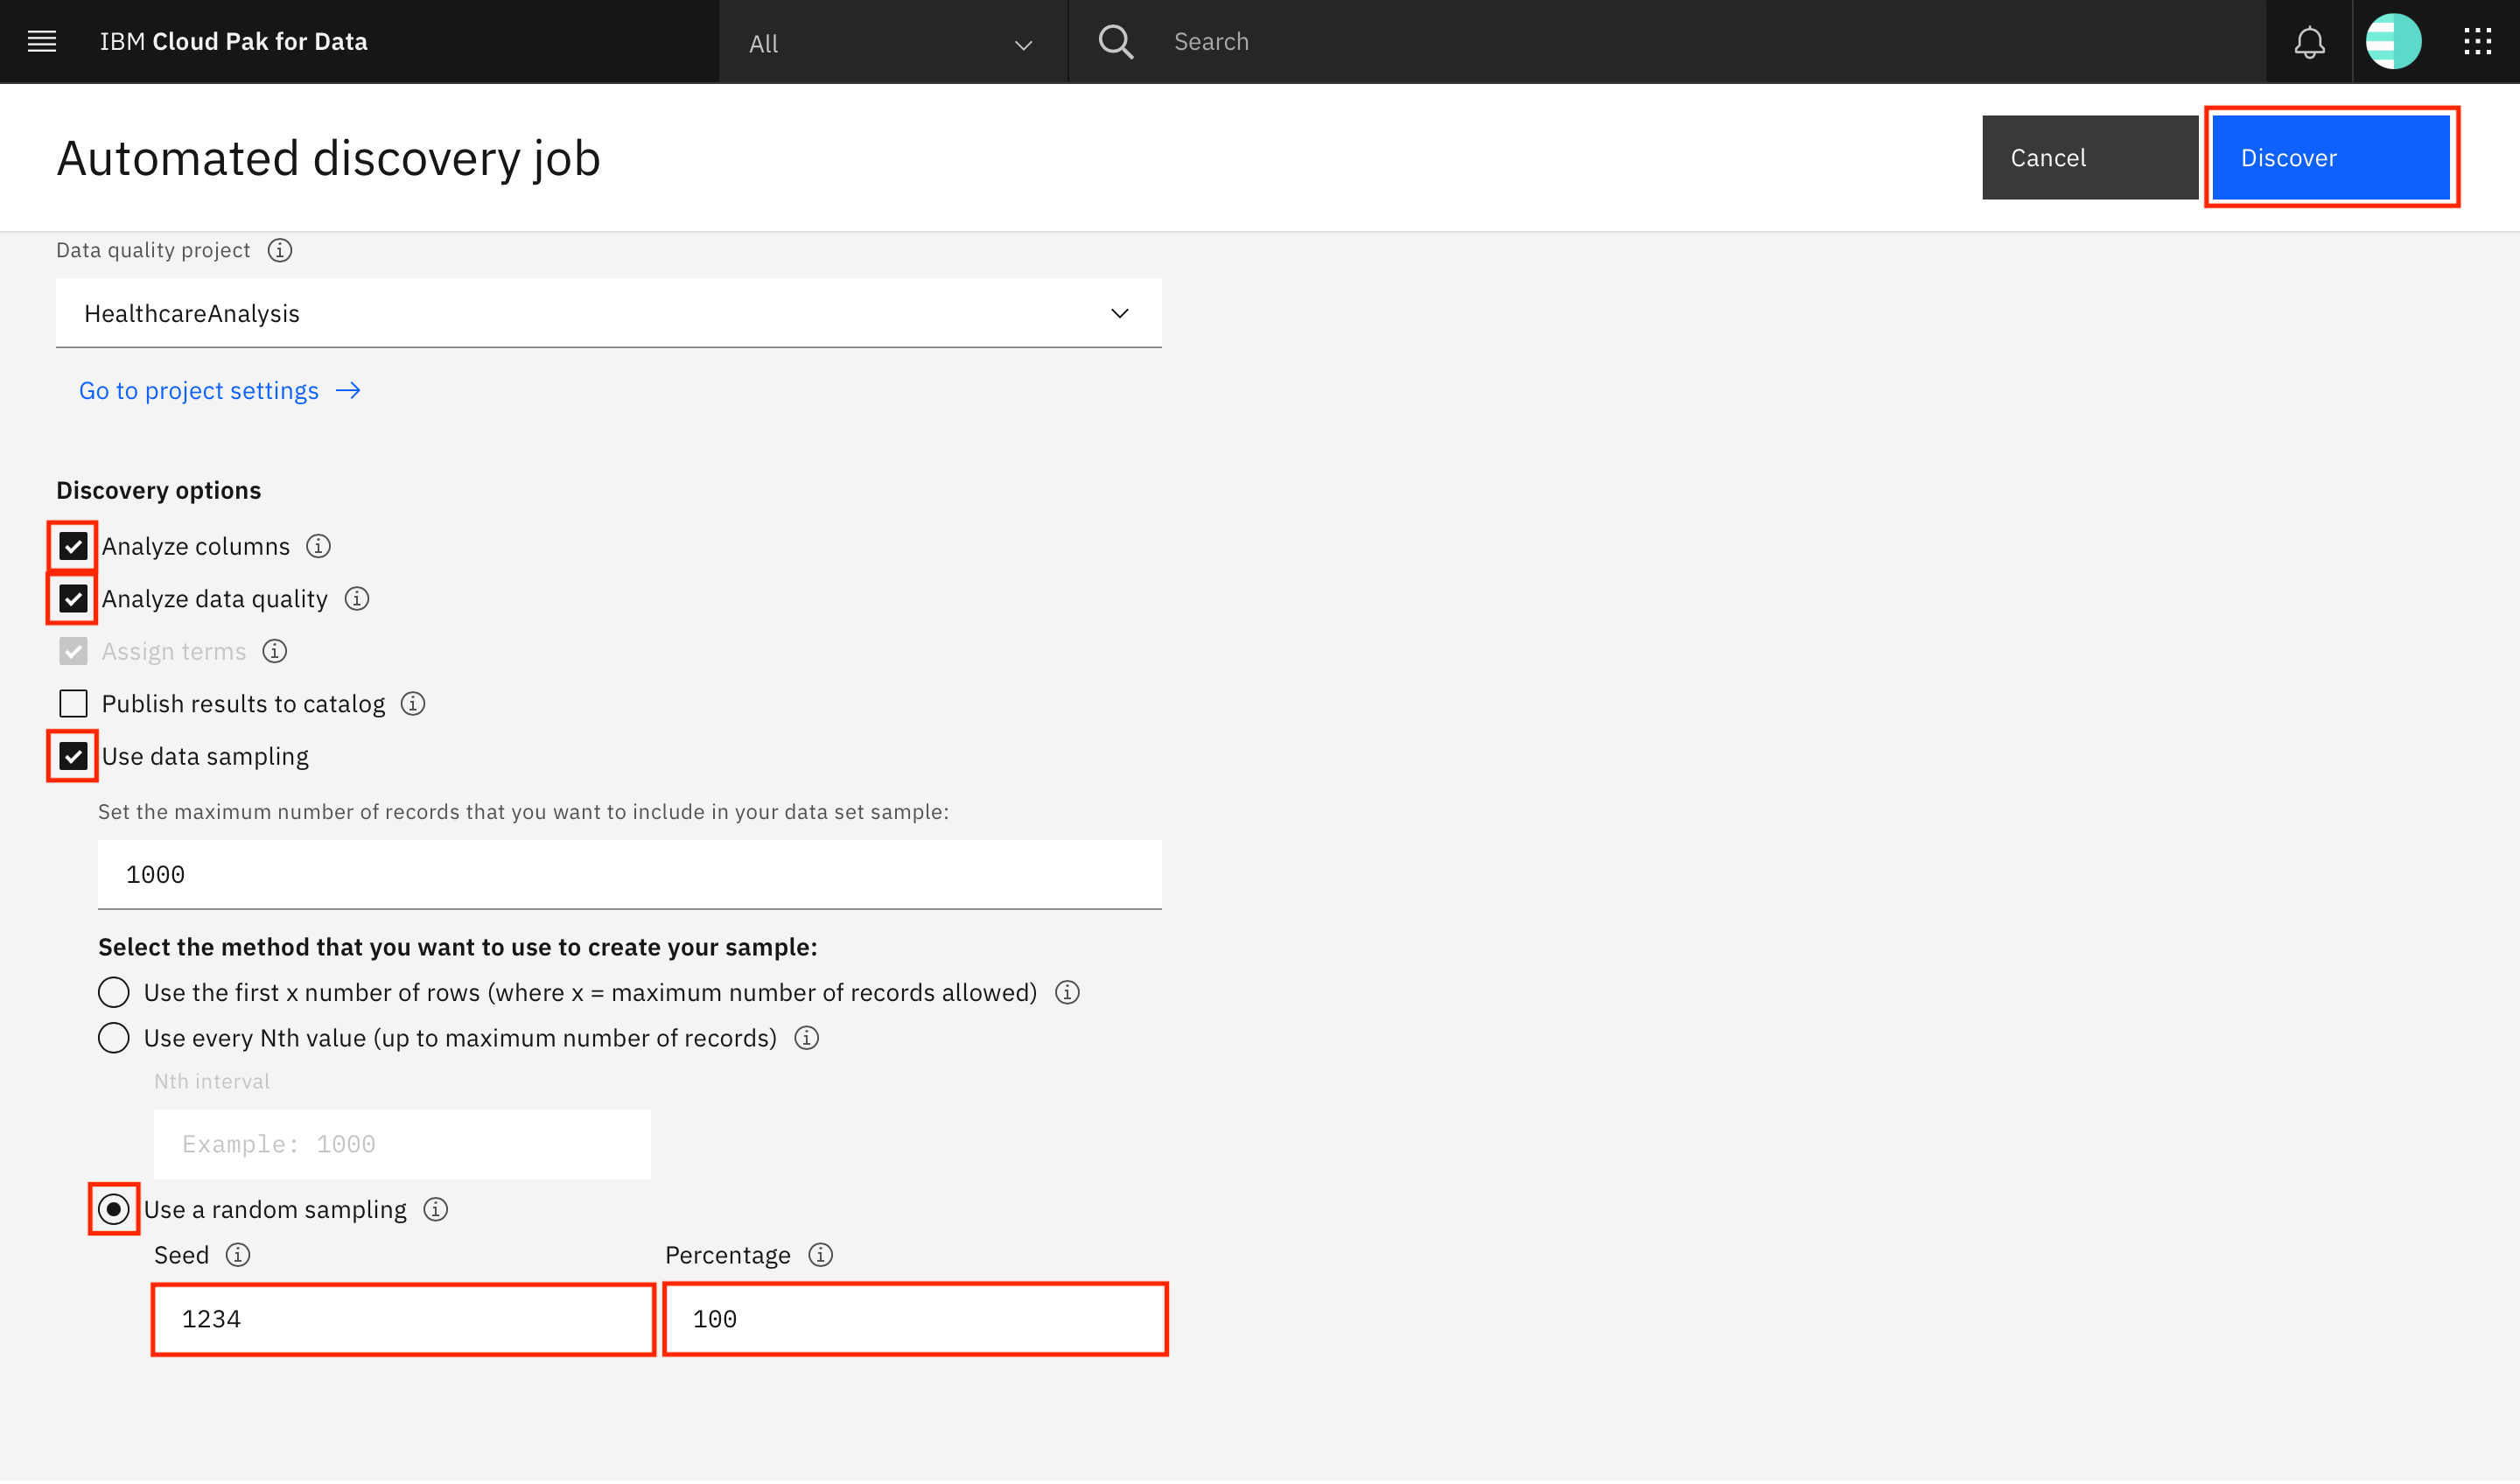 IBM Cloud Pak for Data
All
Search
Automated discovery job
Cancel
Discover
Data quality project
HealthcareAnalysis
Go to project settings
Discovery options
Analyze columns
Analyze data quality
Assign terms
Publish results to catalog
Use data sampling
Set the maximum number of records that you want to include in your data set sample:
1000
Select the method that you want to use to create your sample:
Use the first x number of rows (where x = maximum number of records allowed)
Use every Nth value (up to maximum number of records)
Nth interval
Example: 1000
Use a random sampling
Seed Percentage
1234 100